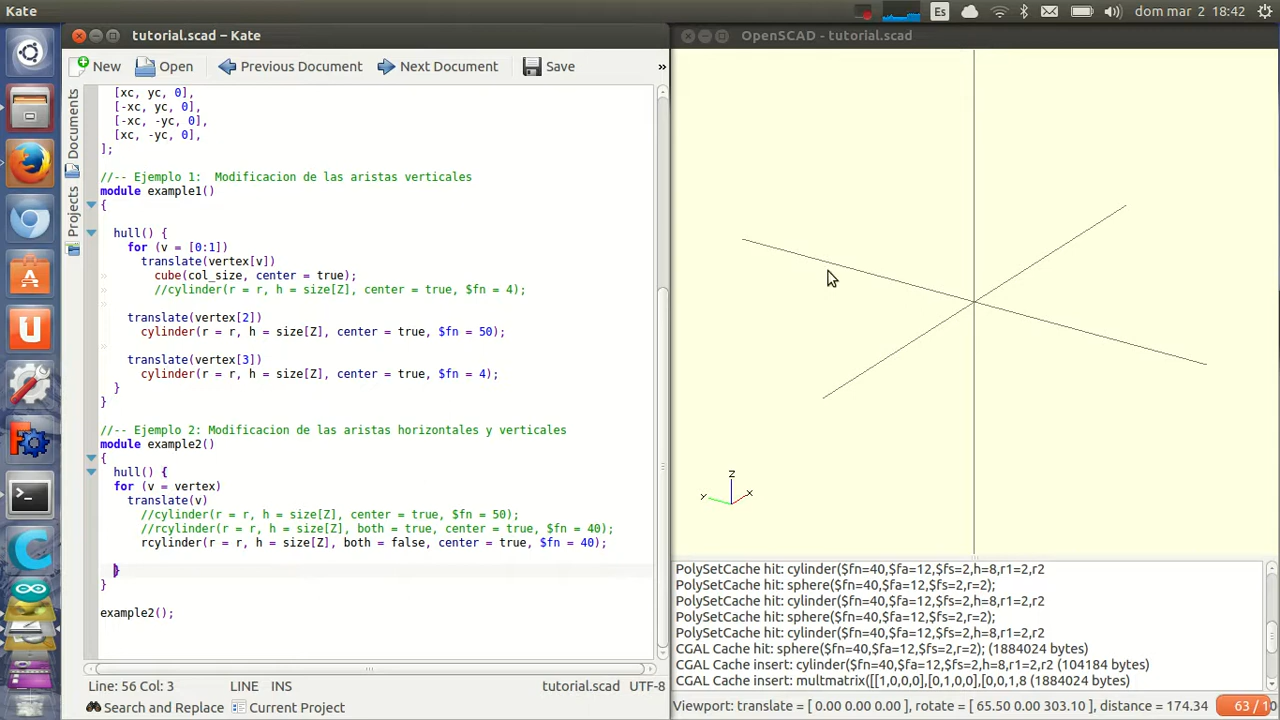 Kate
Es
dom mar 2 18:42
tutorial.scad – Kate
New
Open
Previous Document
Next Document
Save
»
Documents
Projects
[xc, yc, 0],
[-xc, yc, 0],
[-xc, -yc, 0],
[xc, -yc, 0],
];
//-- Ejemplo 1:  Modificacion de las aristas verticales
module example1()
{
hull() {
for (v = [0:1])
translate(vertex[v])
cube(col_size, center = true);
//cylinder(r = r, h = size[Z], center = true, $fn = 4);
translate(vertex[2])
cylinder(r = r, h = size[Z], center = true, $fn = 50);
translate(vertex[3])
cylinder(r = r, h = size[Z], center = true, $fn = 4);
}
}
//-- Ejemplo 2: Modificacion de las aristas horizontales y verticales
module example2()
{
hull() {
for (v = vertex)
translate(v)
//cylinder(r = r, h = size[Z], center = true, $fn = 50);
//rcylinder(r = r, h = size[Z], both = true, center = true, $fn = 40);
rcylinder(r = r, h = size[Z], both = false, center = true, $fn = 40);
}
}
example2();
Line: 56 Col: 3
LINE
INS
tutorial.scad
UTF-8
Search and Replace
Current Project
OpenSCAD - tutorial.scad
Z
Y
X
PolySetCache hit: cylinder($fn=40,$fa=12,$fs=2,h=8,r1=2,r2
PolySetCache hit: sphere($fn=40,$fa=12,$fs=2,r=2);
PolySetCache hit: cylinder($fn=40,$fa=12,$fs=2,h=8,r1=2,r2
PolySetCache hit: sphere($fn=40,$fa=12,$fs=2,r=2);
PolySetCache hit: cylinder($fn=40,$fa=12,$fs=2,h=8,r1=2,r2
CGAL Cache hit: sphere($fn=40,$fa=12,$fs=2,r=2); (1884024 bytes)
CGAL Cache insert: cylinder($fn=40,$fa=12,$fs=2,h=8,r1=2,r2 (104184 bytes)
CGAL Cache insert: multmatrix([[1,0,0,0],[0,1,0,0],[0,0,1,8 (1884024 bytes)
Viewport: translate = [ 0.00 0.00 0.00 ], rotate = [ 65.50 0.00 303.10 ], distance = 174.34
63 / 10